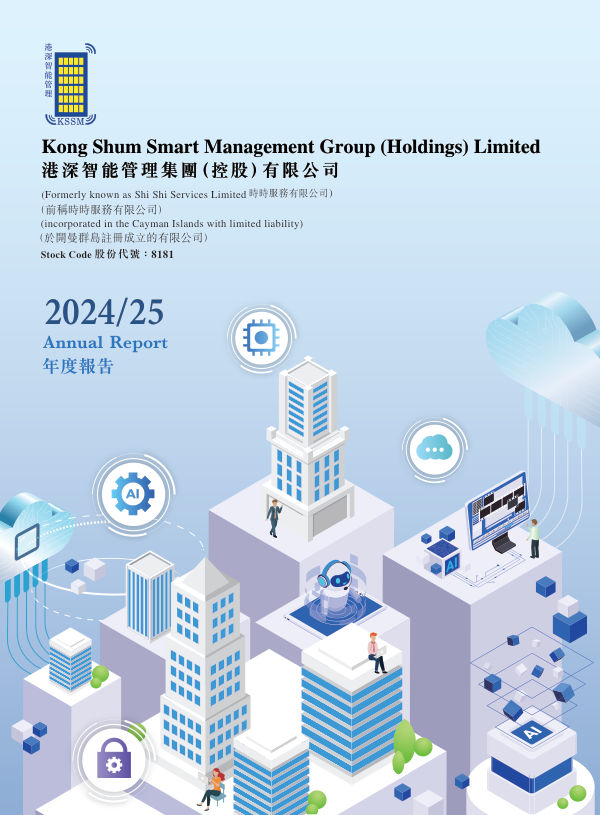 港深智能管理
KSSM
Kong Shum Smart Management Group (Holdings) Limited
港深智能管理集團(控股)有限公司
(Formerly known as Shi Shi Services Limited 時時服務有限公司)
(前稱時時服務有限公司)
(incorporated in the Cayman Islands with limited liability)
(於開曼群島註冊成立的有限公司)
Stock Code 股份代號：8181
2024/25
Annual Report
年度報告
AI
AI
AI